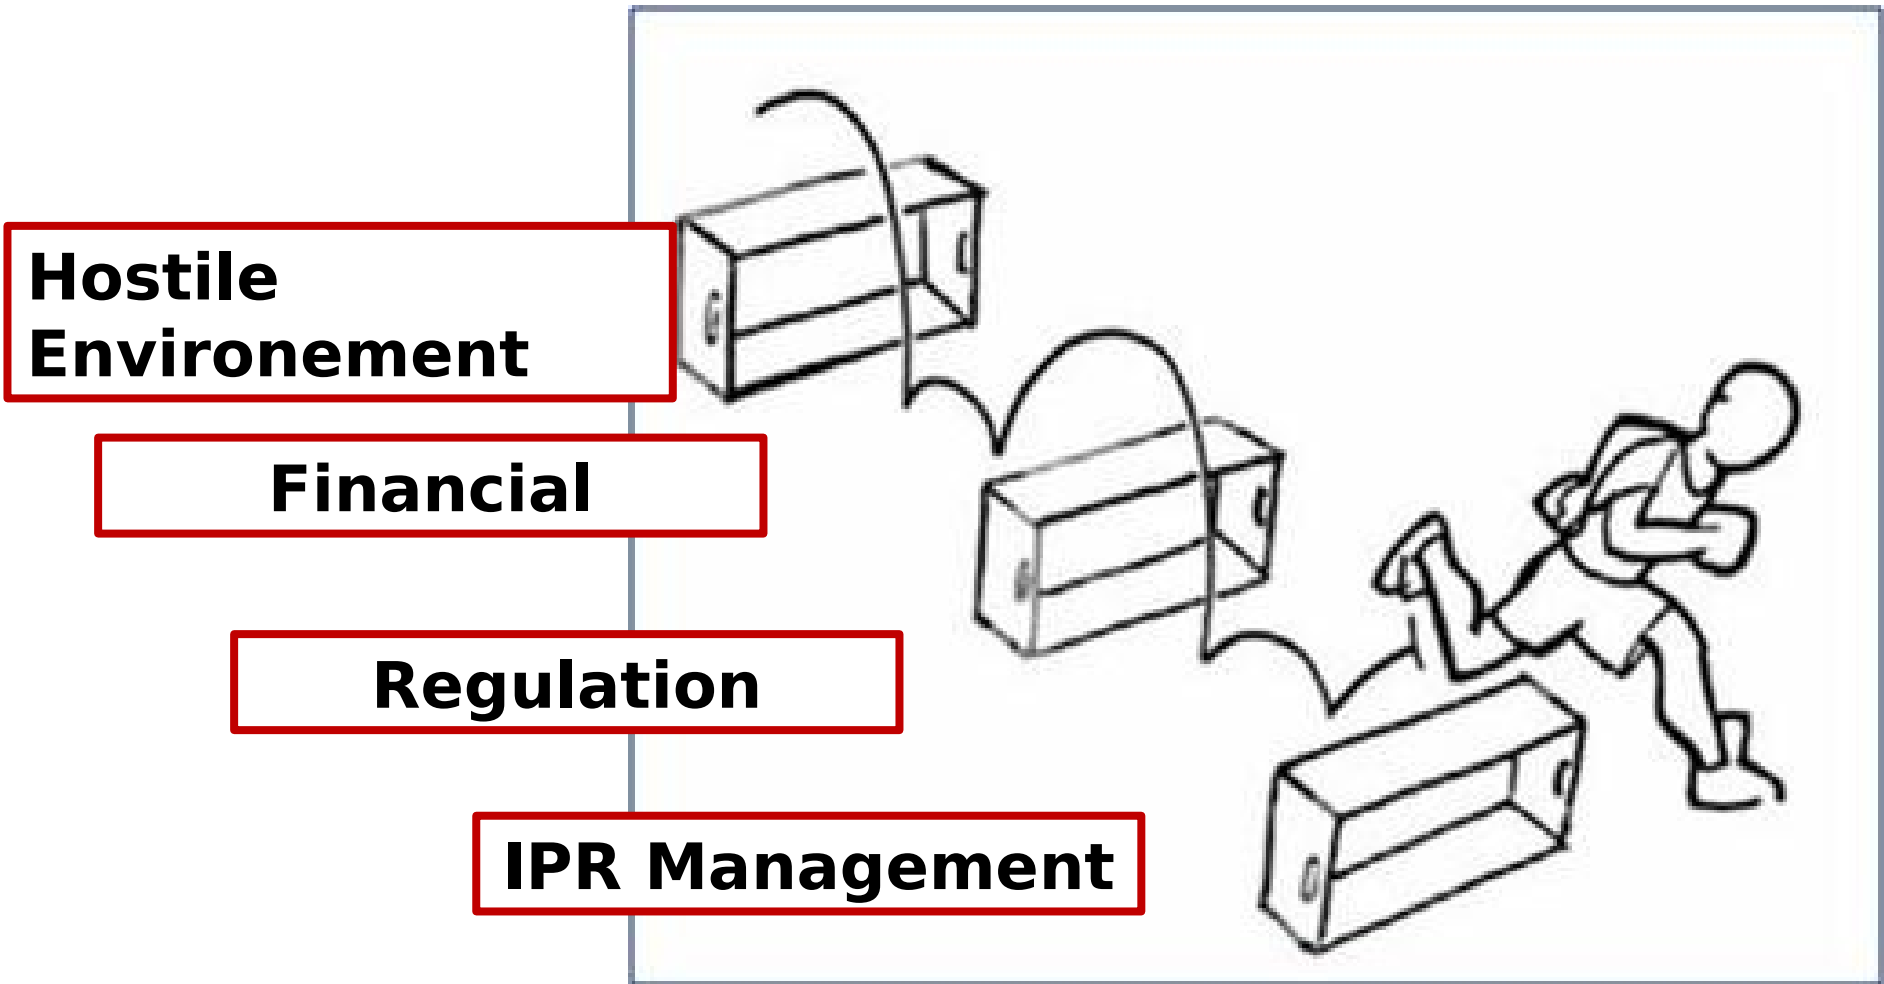 Hostile
Environement
Financial
Regulation
IPR Management